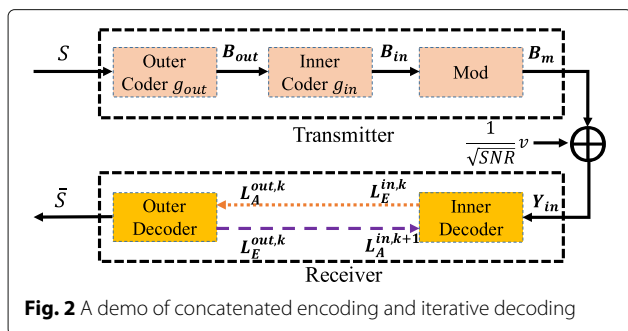 S
Outer Coder g_out
B_out
Inner Coder g_in
B_in
Mod
B_m
Transmitter
1/√SNR v
S̄
Outer Decoder
L_A^{out,k}
L_E^{in,k}
L_E^{out,k}
L_A^{in,k+1}
Inner Decoder
Y_in
Receiver
Fig. 2 A demo of concatenated encoding and iterative decoding